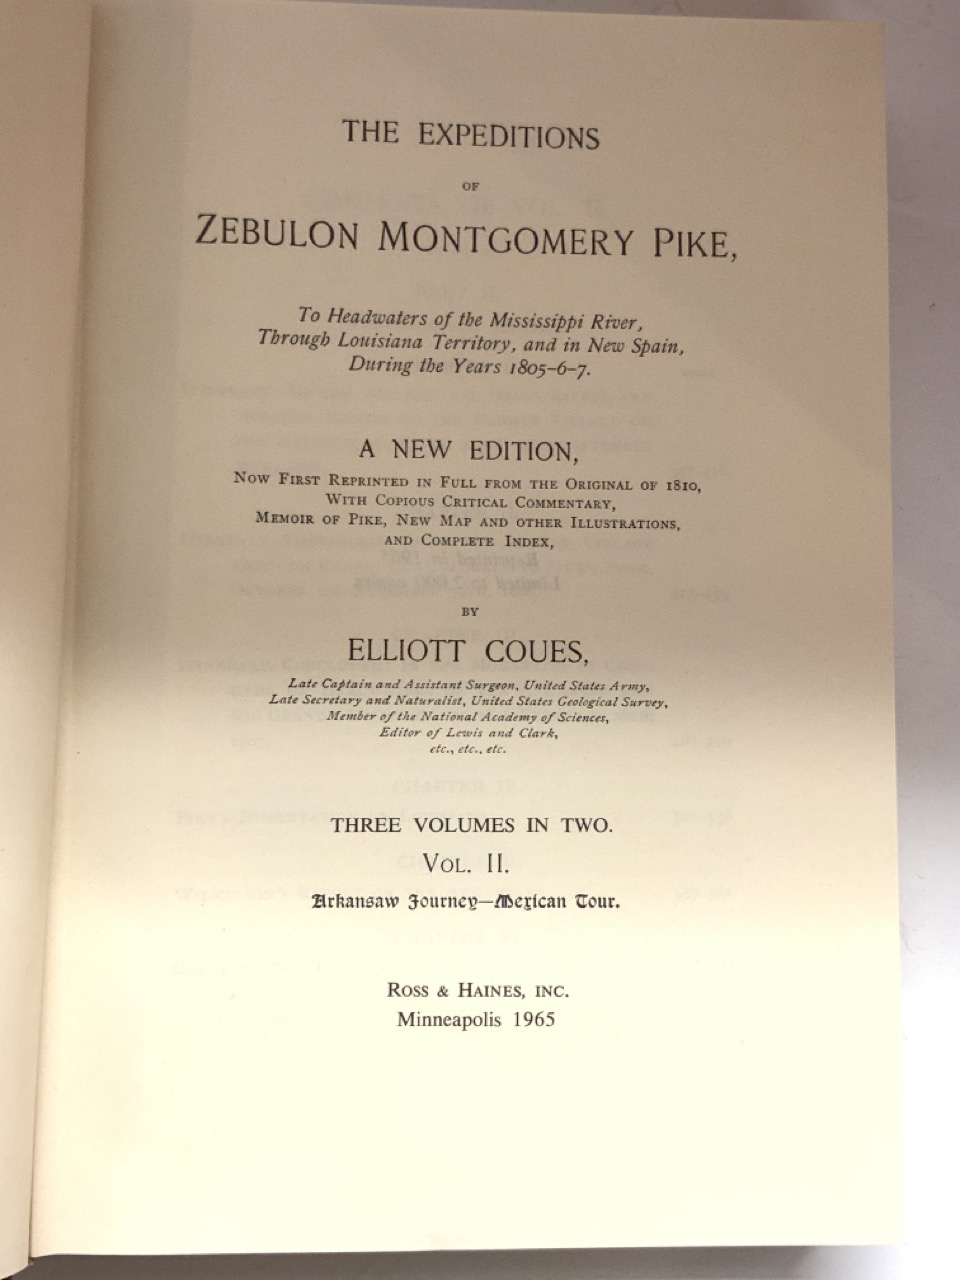 THE EXPEDITIONS
OF
ZEBULON MONTGOMERY PIKE,
To Headwaters of the Mississippi River,
Through Louisiana Territory, and in New Spain,
During the Years 1805-6-7.
A NEW EDITION,
NOW FIRST REPRINTED IN FULL FROM THE ORIGINAL OF 1810,
WITH COPIOUS CRITICAL COMMENTARY,
MEMOIR OF PIKE, NEW MAP AND OTHER ILLUSTRATIONS,
AND COMPLETE INDEX,
BY
ELLIOTT COUES,
Late Captain and Assistant Surgeon, United States Army,
Late Secretary and Naturalist, United States Geological Survey,
Member of the National Academy of Sciences,
Editor of Lewis and Clark,
etc., etc., etc.
THREE VOLUMES IN TWO.
VOL. II.
Arkansaw Journey—Mexican Tour.
ROSS & HAINES, INC.
Minneapolis 1965